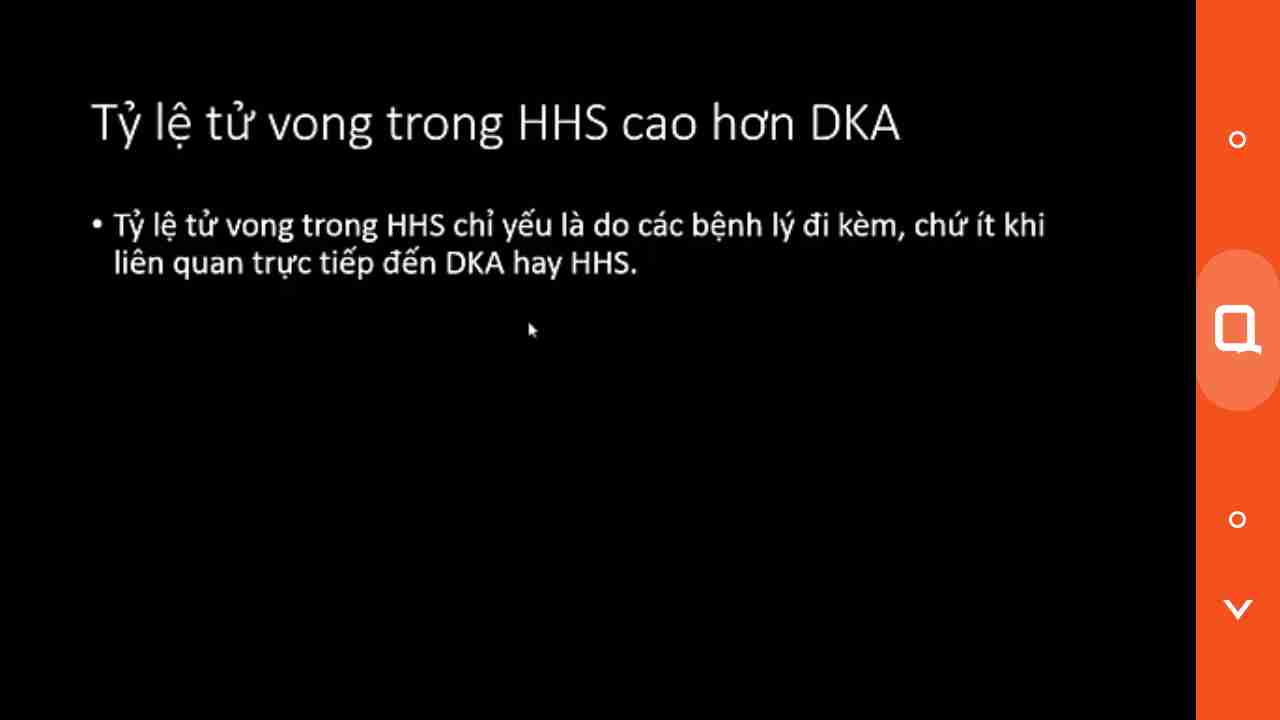 Tỷ lệ tử vong trong HHS cao hơn DKA
• Tỷ lệ tử vong trong HHS chỉ yếu là do các bệnh lý đi kèm, chứ ít khi
liên quan trực tiếp đến DKA hay HHS.